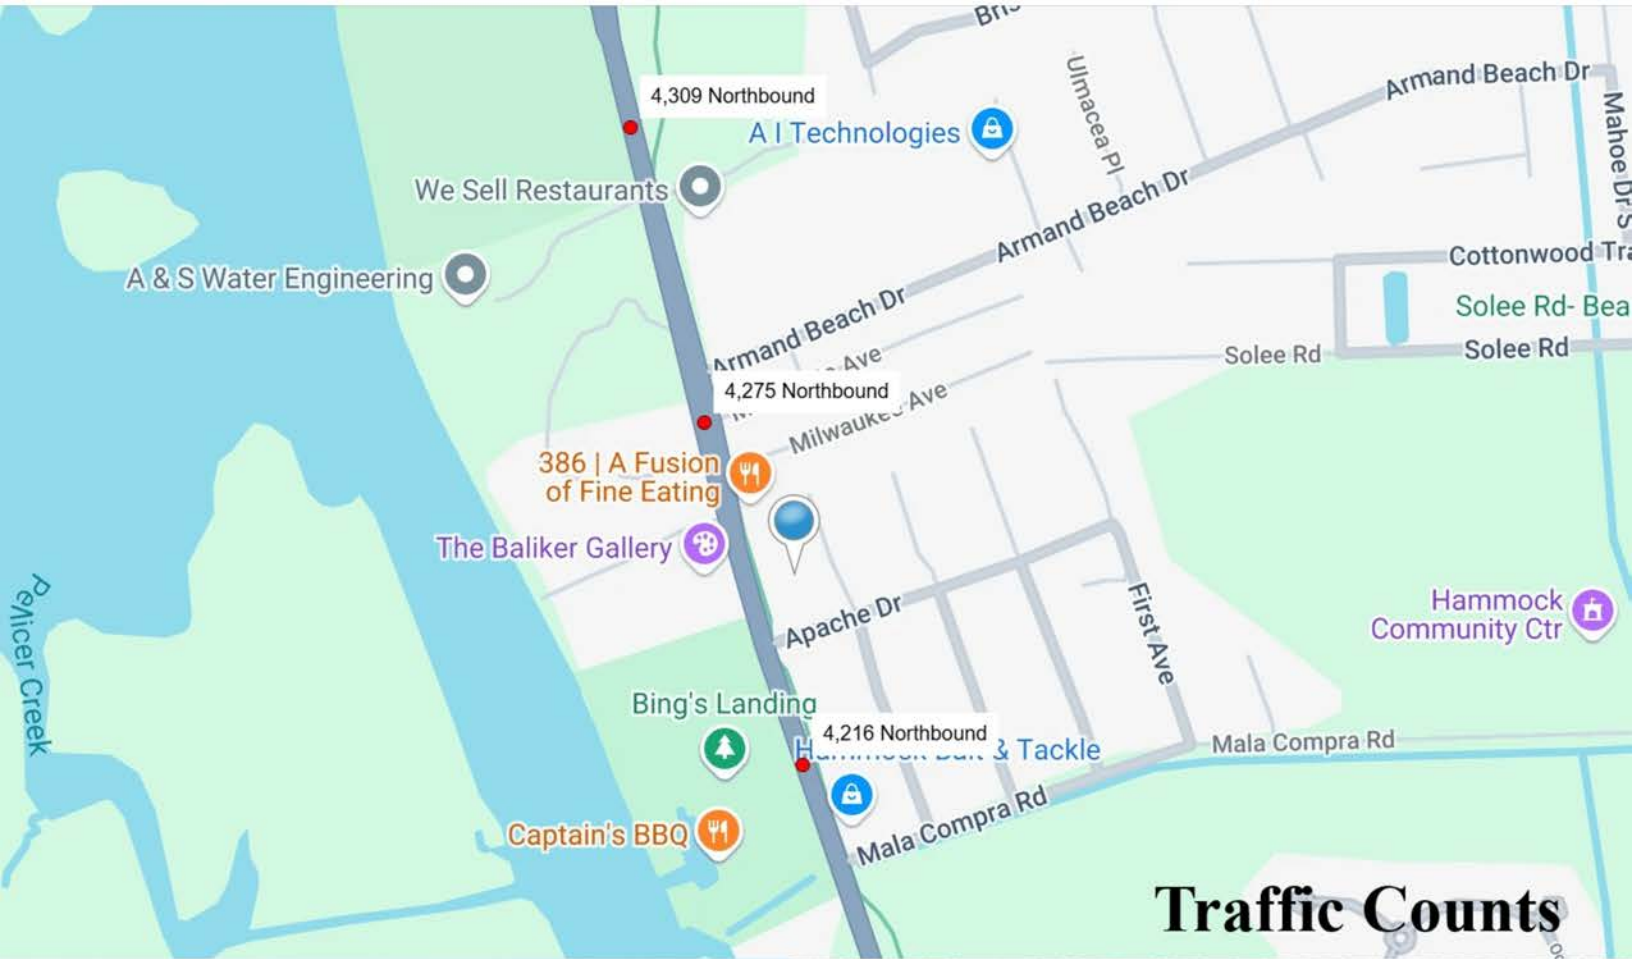 4,309 Northbound
A I Technologies
Ulmacea Pl
Armand Beach Dr
Mahoe Dr S
We Sell Restaurants
Armand Beach Dr
A & S Water Engineering
Cottonwood
Solee Rd-
Armand Beach Dr
Solee Rd
Solee Rd
Ave
4,275 Northbound
Milwaukee Ave
386 | A Fusion
of Fine Eating
The Baliker Gallery
Pellicer Creek
Apache Dr
First Ave
Hammock
Community Ctr
Bing's Landing
4,216 Northbound
& Tackle
Mala Compra Rd
Captain's BBQ
Mala Compra Rd
Traffic Counts